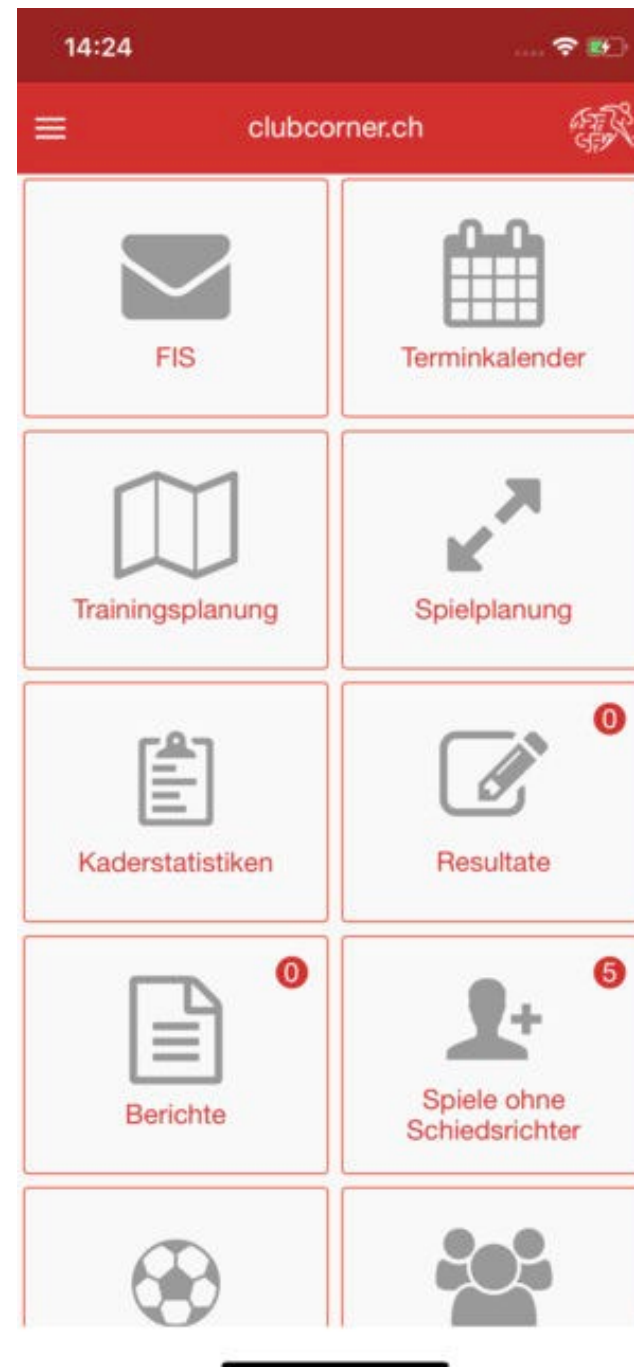 14:24
clubcorner.ch
FIS
Terminkalender
Trainingsplanung
Spielplanung
0
Kaderstatistiken
Resultate
0
5
Berichte
Spiele ohne
Schiedsrichter